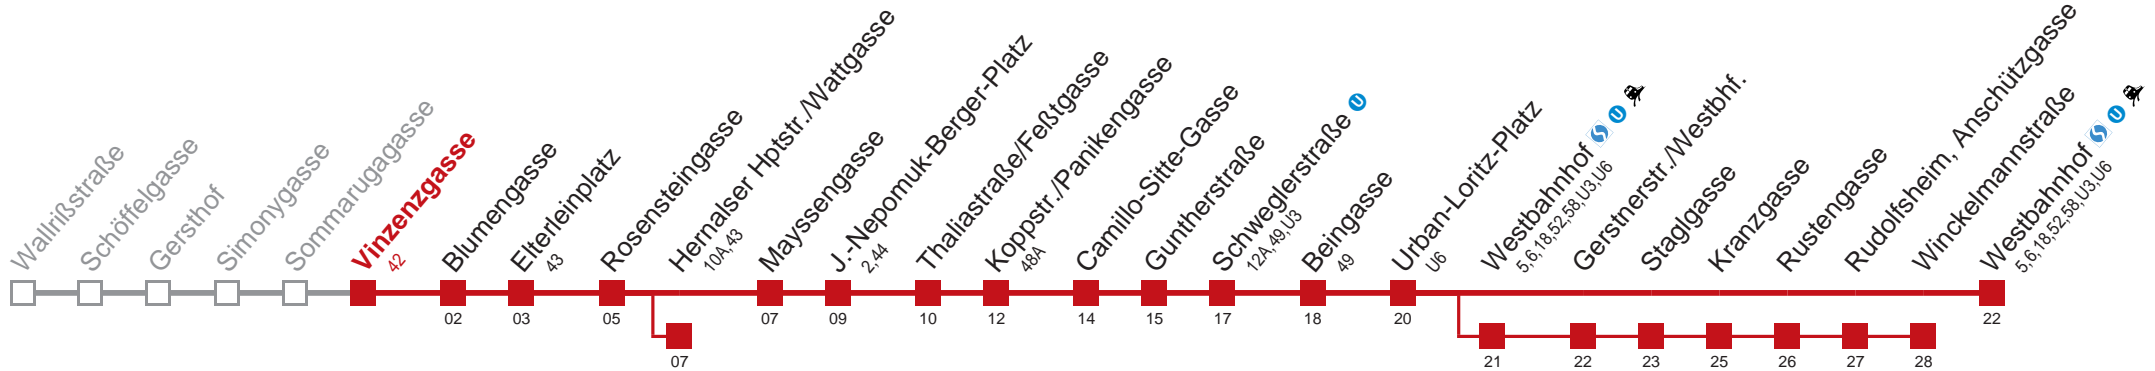 Wallrißstraße
Schöffelgasse
Gersthof
Simonygasse
Sommarugagasse
Vinzenzgasse
42
Blumengasse
02
Elterleinplatz
43
03
Rosensteingasse
05
Hernalser Hptstr./Wattgasse
10A,43
07
Mayssengasse
07
J.-Nepomuk-Berger-Platz
2,44
09
Thaliastraße/Feßtgasse
10
Koppstr./Panikengasse
48A
12
Camillo-Sitte-Gasse
14
Guntherstraße
15
Schweglerstraße U
12A,49,U3
17
Beingasse
49
18
Urban-Loritz-Platz
U6
20
Westbahnhof S U
5,6,18,52,58,U3,U6
21
Gerstnerstr./Westbhf.
22
Staglgasse
23
Kranzgasse
25
Rustengasse
26
Rudolfsheim, Anschützgasse
27
Winckelmannstraße
28
Westbahnhof S U
5,6,18,52,58,U3,U6
22